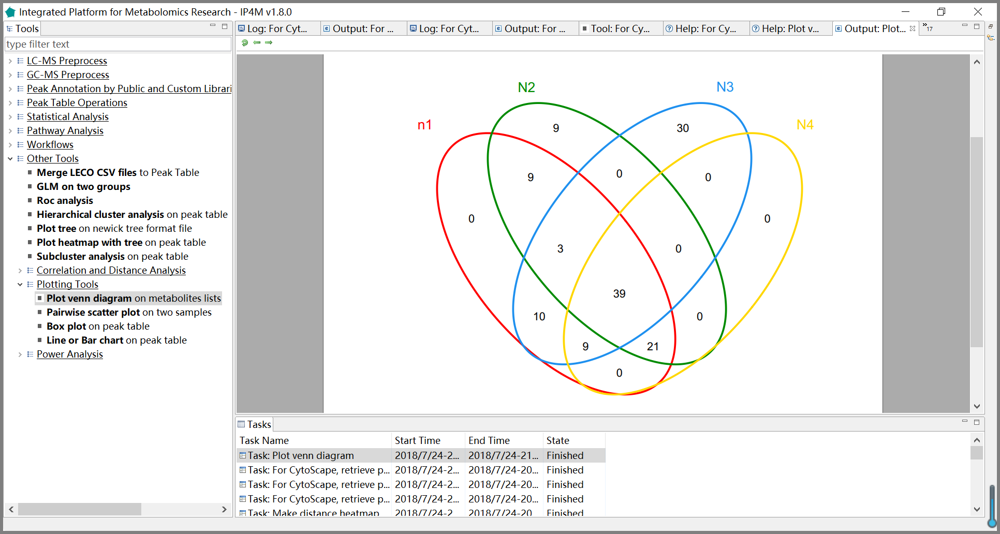 Integrated Platform for Metabolomics Research - IP4M v1.8.0
Tools
type filter text
LC-MS Preprocess
GC-MS Preprocess
Peak Annotation by Public and Custom Librari
Peak Table Operations
Statistical Analysis
Pathway Analysis
Workflows
Other Tools
Merge LECO CSV files to Peak Table
GLM on two groups
Roc analysis
Hierarchical cluster analysis on peak table
Plot tree on newick tree format file
Plot heatmap with tree on peak table
Subcluster analysis on peak table
Correlation and Distance Analysis
Plotting Tools
Plot venn diagram on metabolites lists
Pairwise scatter plot on two samples
Box plot on peak table
Line or Bar chart on peak table
Power Analysis
Log: For Cyt... Output: For ... Log: For Cyt... Output: For ... Tool: For Cy... Help: For Cy... Help: Plot v... Output: Plot... »17
N2 N3
n1 N4
9 30
9 0 0
0 0
3 0
39
10 0
9 21
0
Tasks
Task Name Start Time End Time State
Task: Plot venn diagram 2018/7/24-2... 2018/7/24-21... Finished
Task: For CytoScape, retrieve p... 2018/7/24-2... 2018/7/24-20... Finished
Task: For CytoScape, retrieve p... 2018/7/24-2... 2018/7/24-20... Finished
Task: For CytoScape, retrieve p... 2018/7/24-2... 2018/7/24-20... Finished
Task: Make distance heatmap 2018/7/24-2 2018/7/24-20 Finished